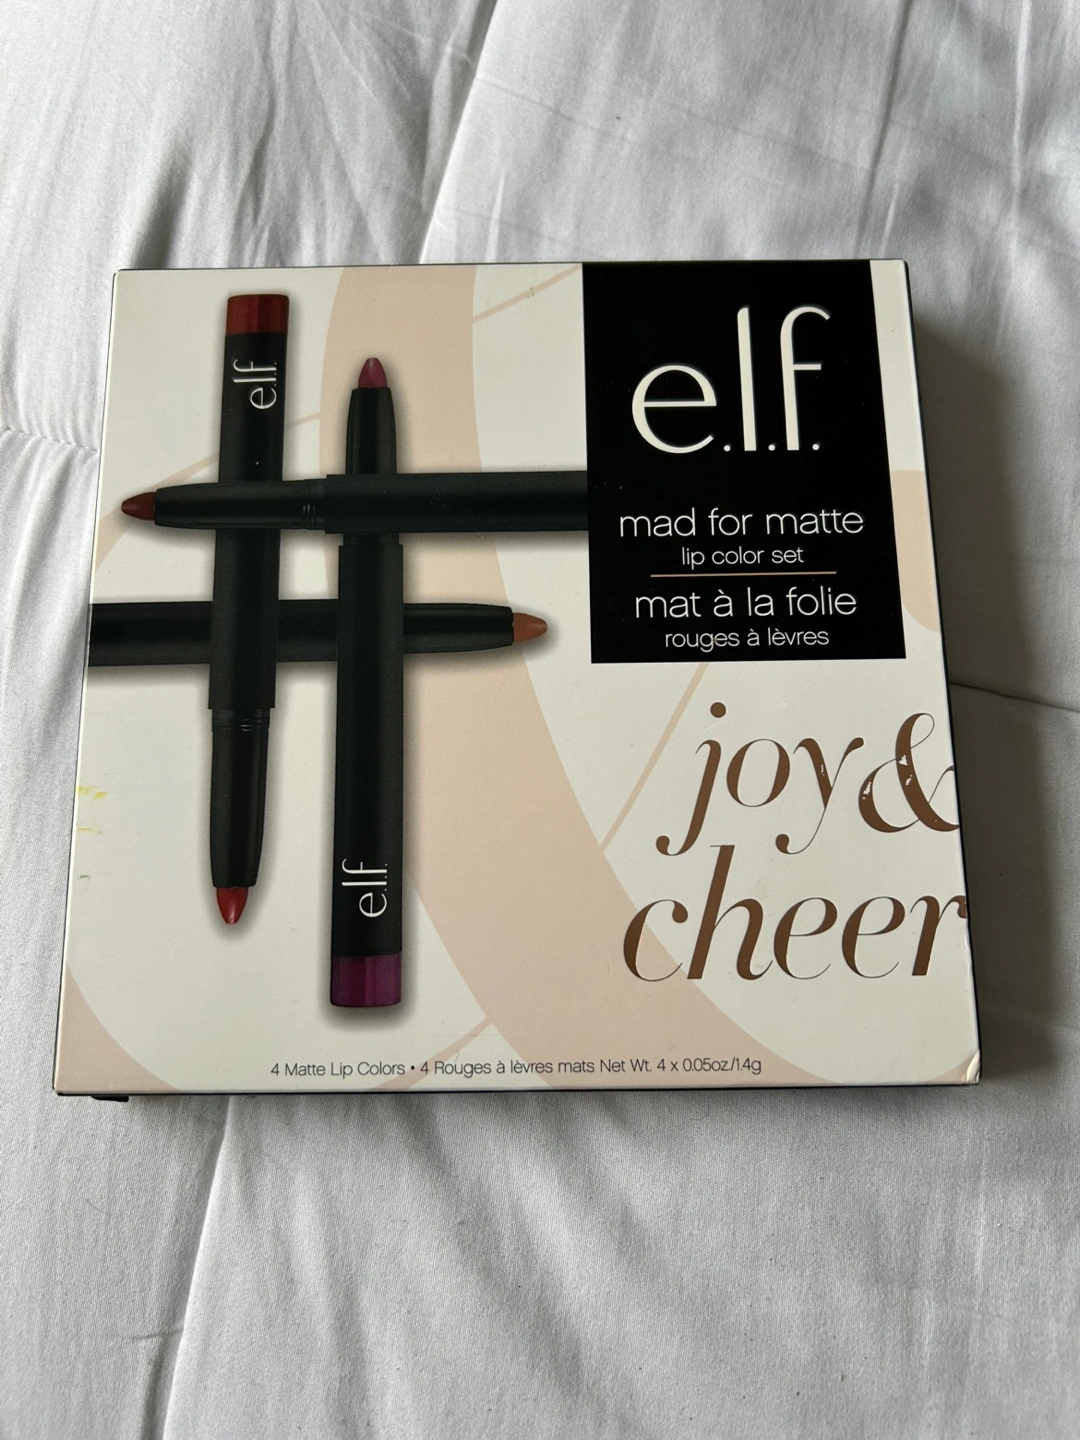 e.l.f.
e.l.f.
mad for matte
lip color set
mat à la folie
rouges à lèvres
joy &
cheer
e.l.f.
4 Matte Lip Colors • 4 Rouges à lèvres mats Net Wt. 4 x 0.05oz./1.4g